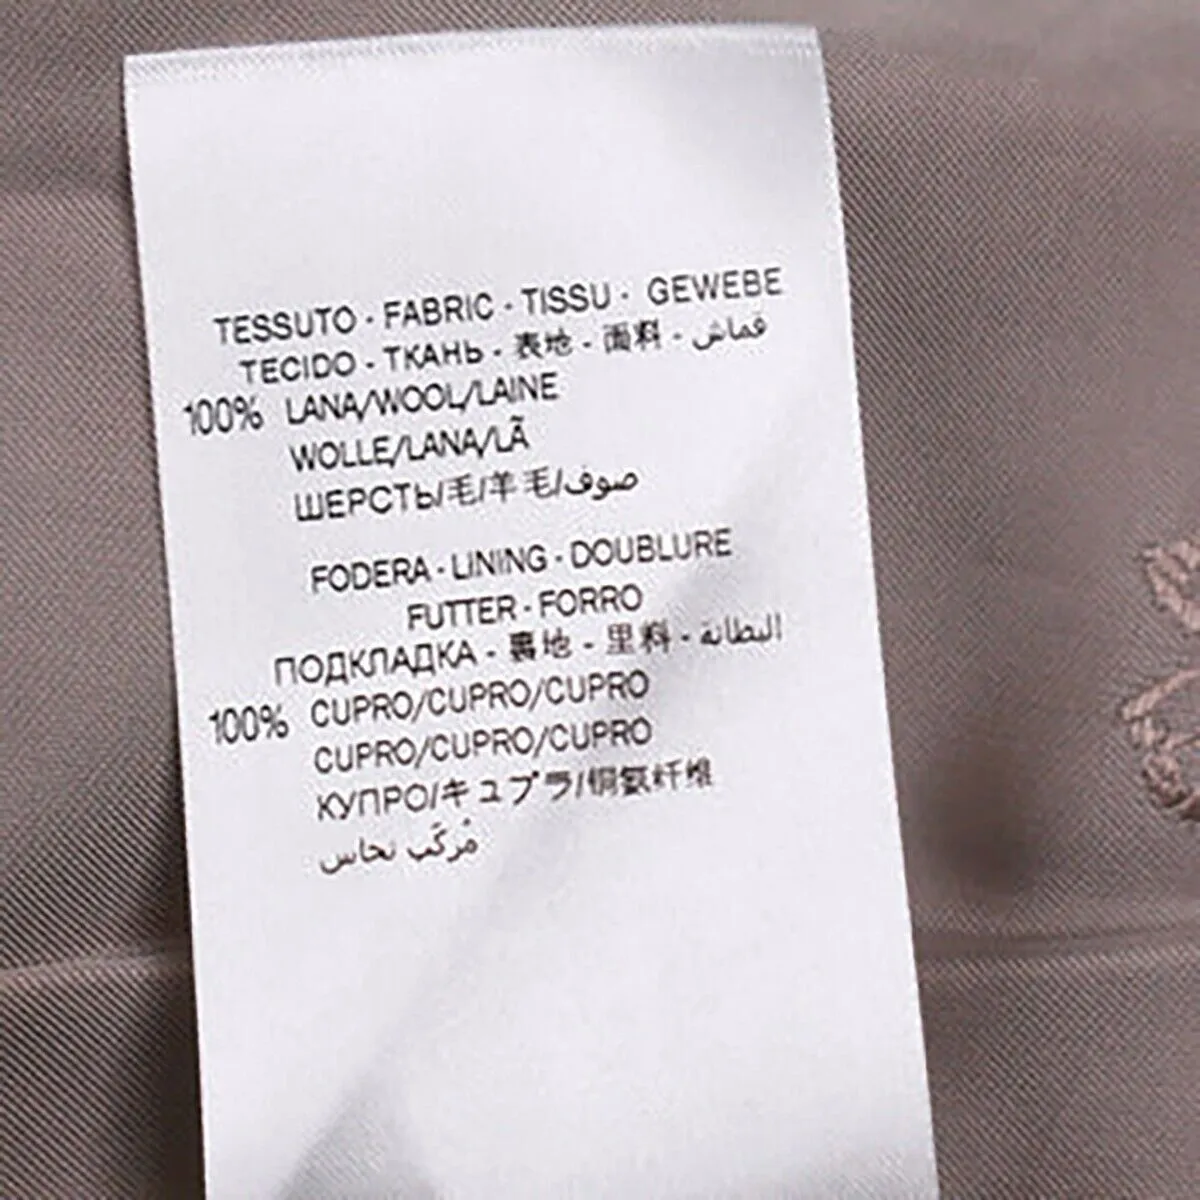 TESSUTO - FABRIC - TISSU - GEWEBE
TECIDO - ТКАНЬ - 表地 - 面料 - قماش
100% LANA/WOOL/LAINE
WOLLE/LANA/LÃ
ШЕРСТЬ/毛/羊毛/صوف
FODERA - LINING - DOUBLURE
FUTTER - FORRO
ПОДКЛАДКА - 裏地 - 里料 - البطانة
100% CUPRO/CUPRO/CUPRO
CUPRO/CUPRO/CUPRO
КУПРО/キュプラ/铜氨纤维
مُركّب نحاس